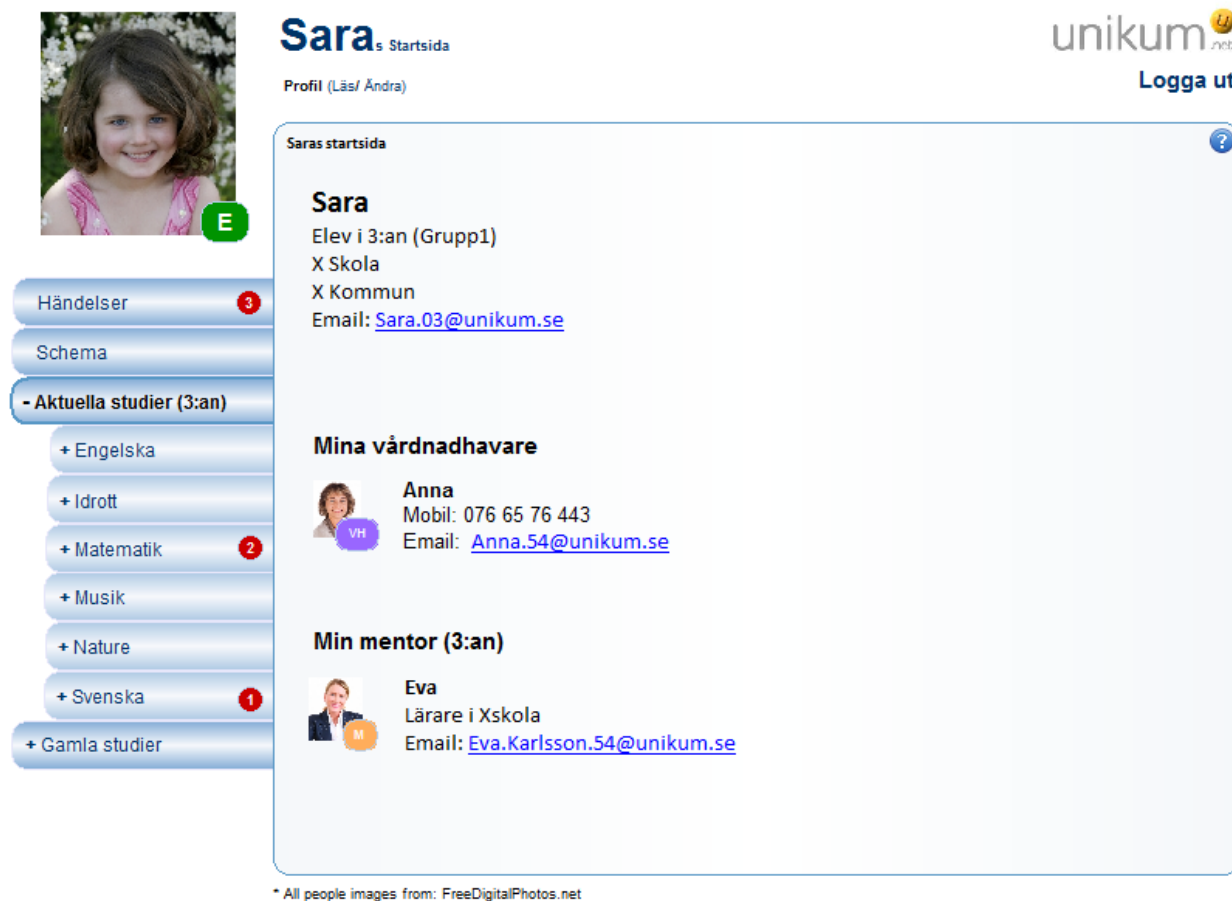 Saras Startsida
unikum.net
Profil (Läs/ Ändra)
Logga ut
E
Saras startsida
?
Sara
Elev i 3:an (Grupp1)
X Skola
X Kommun
Email: Sara.03@unikum.se
Händelser 3
Schema
- Aktuella studier (3:an)
+ Engelska
+ Idrott
+ Matematik 2
+ Musik
+ Nature
+ Svenska 1
+ Gamla studier
Mina vårdnadhavare
Anna
Mobil: 076 65 76 443
VH
Email: Anna.54@unikum.se
Min mentor (3:an)
Eva
Lärare i Xskola
M
Email: Eva.Karlsson.54@unikum.se
* All people images from: FreeDigitalPhotos.net